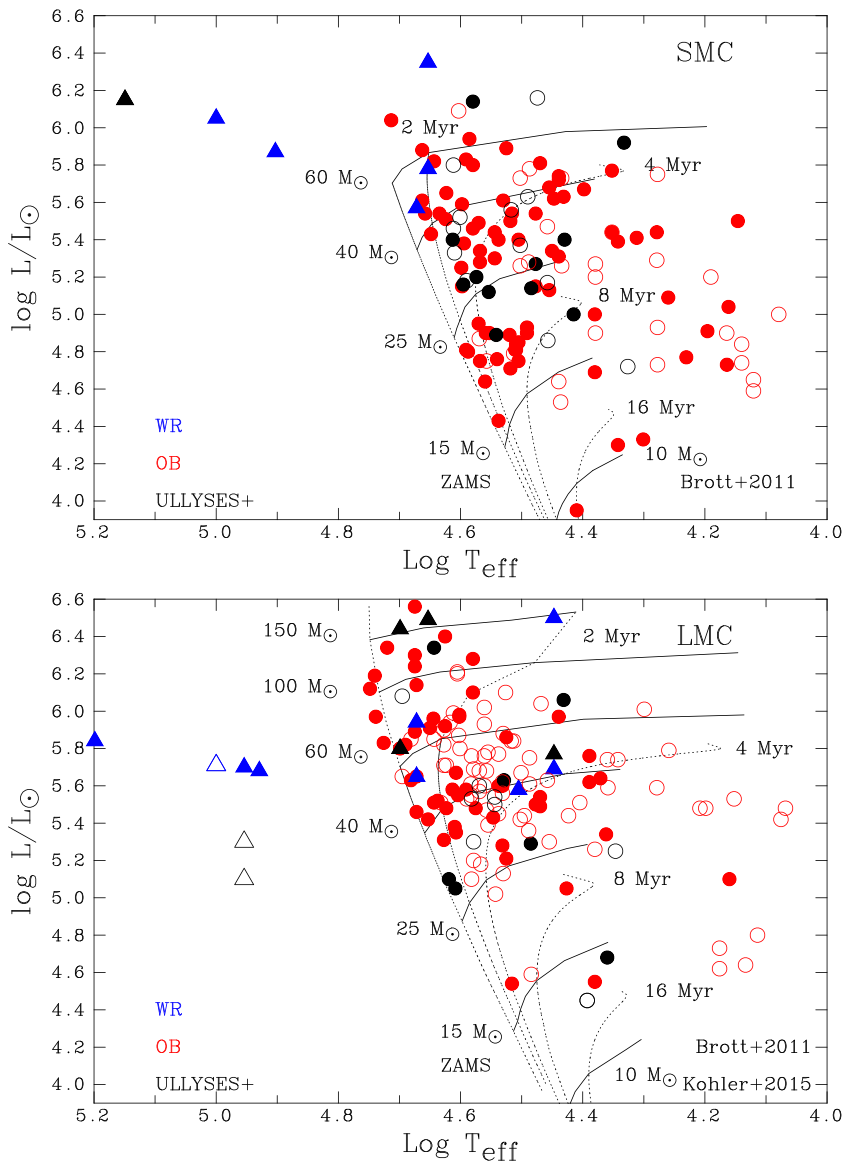 6.6
SMC
6.4
6.2
2 Myr
6.0
4 Myr
5.8
60 M⊙
5.6
log L/L⊙
5.4
40 M⊙
5.2
8 Myr
5.0
25 M⊙
4.8
4.6
16 Myr
WR
4.4
15 M⊙
10 M⊙
OB
4.2
ZAMS
Brott+2011
ULLYSES+
4.0
5.2 5.0 4.8 4.6 4.4 4.2 4.0
Log Teff
6.6
150 M⊙
2 Myr
LMC
6.4
6.2
100 M⊙
6.0
60 M⊙
4 Myr
5.8
5.6
log L/L⊙
40 M⊙
5.4
5.2
8 Myr
5.0
25 M⊙
4.8
4.6
16 Myr
WR
4.4
15 M⊙
OB
4.2
ZAMS
Brott+2011
ULLYSES+
10 M⊙
Kohler+2015
4.0
5.2 5.0 4.8 4.6 4.4 4.2 4.0
Log Teff